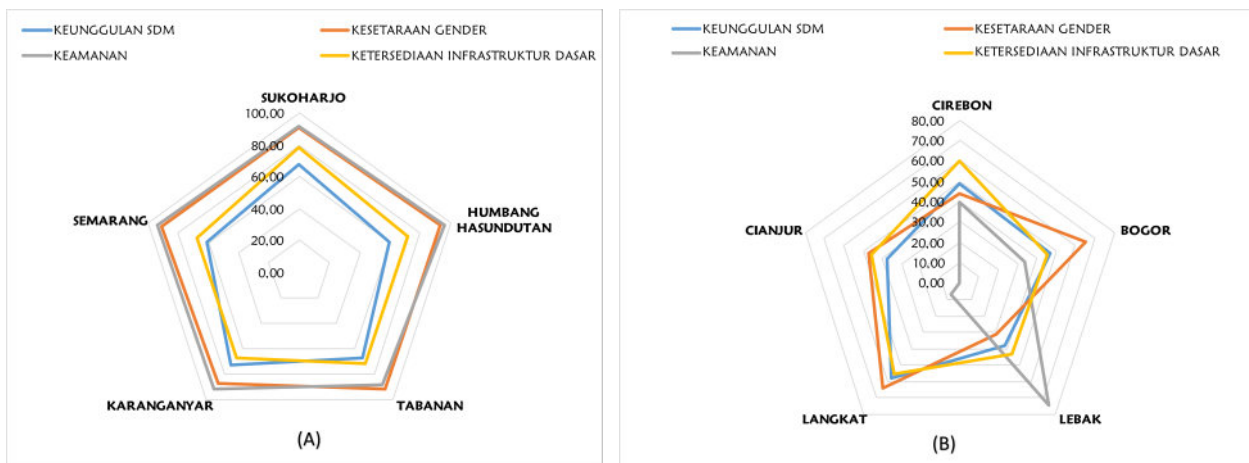 KEUNGGULAN SDM
KESETARAAN GENDER
KEAMANAN
KETERSEDIAAN INFRASTRUKTUR DASAR
SUKOHARJO
100,00
80,00
60,00
40,00
20,00
0,00
HUMBANG
HASUNDUTAN
TABANAN
KARANGANYAR
SEMARANG
(A)
KEUNGGULAN SDM
KESETARAAN GENDER
KEAMANAN
KETERSEDIAAN INFRASTRUKTUR DASAR
CIREBON
80,00
70,00
60,00
50,00
40,00
30,00
20,00
10,00
0,00
BOGOR
LEBAK
LANGKAT
CIANJUR
(B)